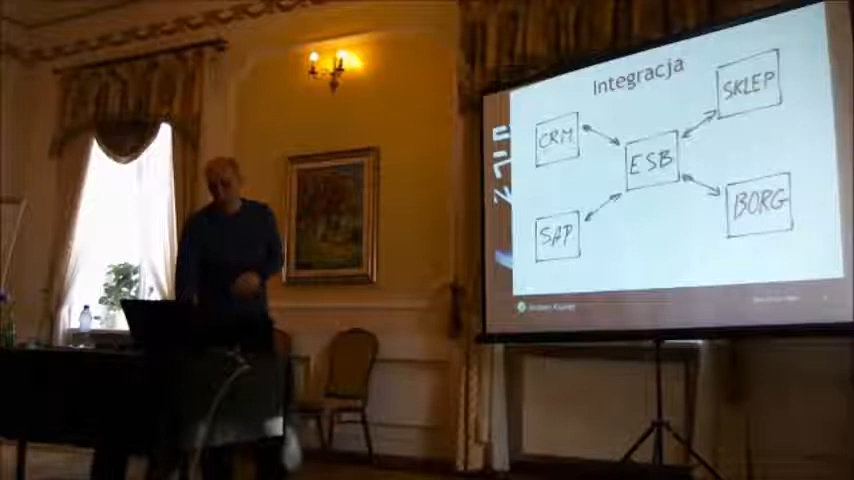 Integracja
SKLEP
CRM
ESB
BORG
SAP